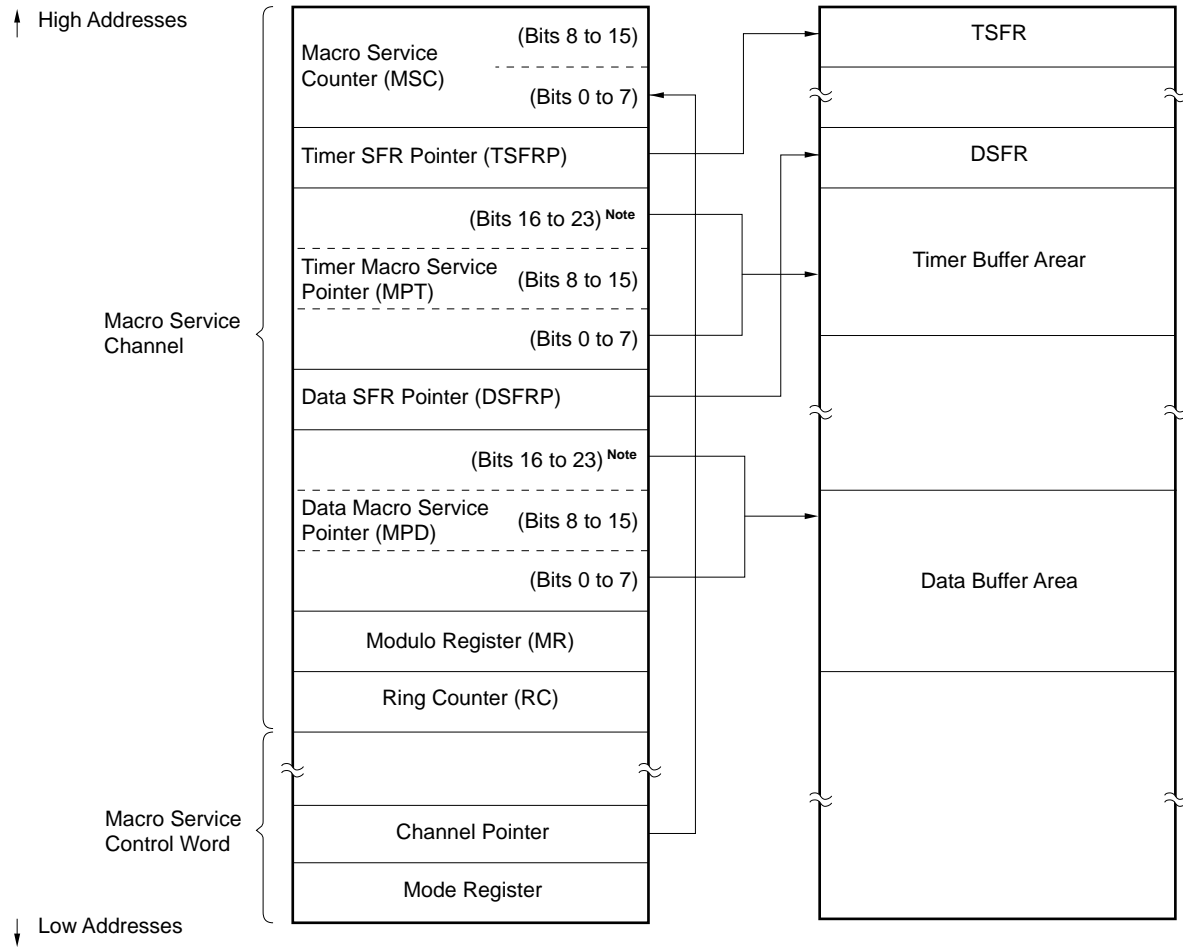 High Addresses
Macro Service
Counter (MSC)
(Bits 8 to 15)
(Bits 0 to 7)
Timer SFR Pointer (TSFRP)
(Bits 16 to 23) Note
Timer Macro Service
Pointer (MPT)
(Bits 8 to 15)
(Bits 0 to 7)
Data SFR Pointer (DSFRP)
(Bits 16 to 23) Note
Data Macro Service
Pointer (MPD)
(Bits 8 to 15)
(Bits 0 to 7)
Modulo Register (MR)
Ring Counter (RC)
Channel Pointer
Mode Register
Macro Service
Channel
Macro Service
Control Word
Low Addresses
TSFR
DSFR
Timer Buffer Arear
Data Buffer Area